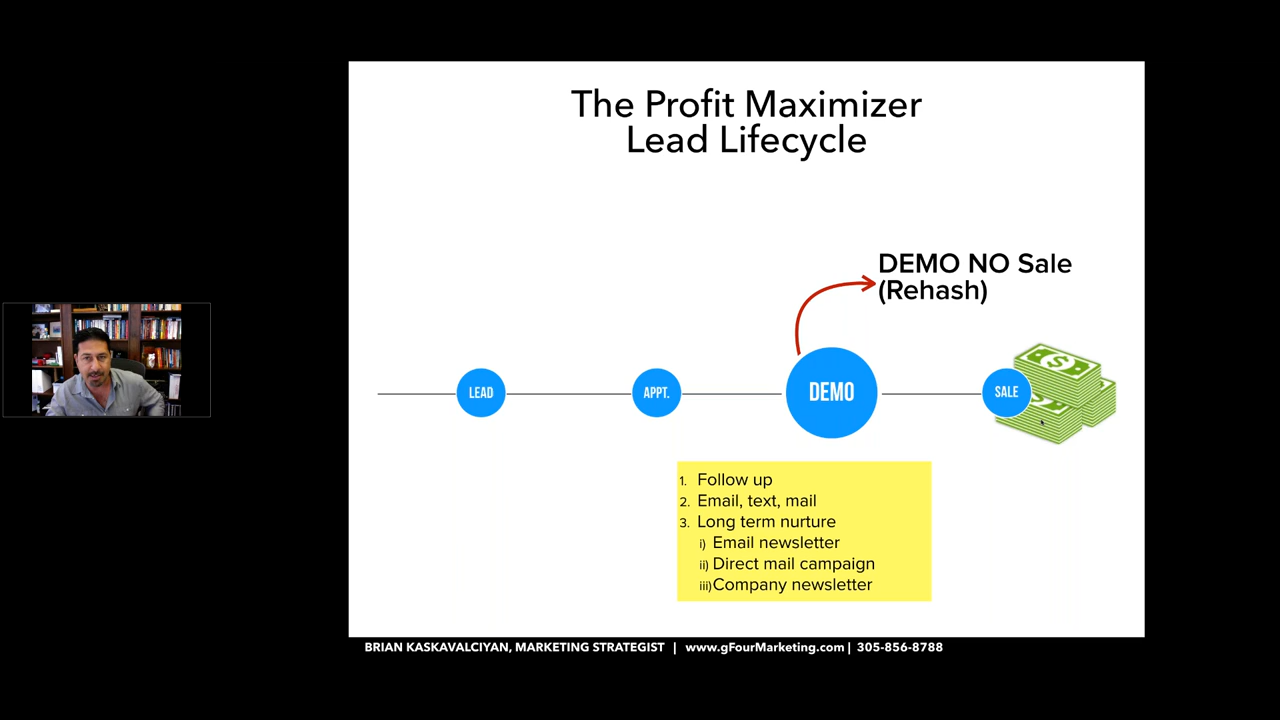 The Profit Maximizer
Lead Lifecycle
DEMO NO Sale
(Rehash)
LEAD
APPT.
DEMO
SALE
1. Follow up
2. Email, text, mail
3. Long term nurture
i) Email newsletter
ii) Direct mail campaign
iii)Company newsletter
BRIAN KASKAVALCIYAN, MARKETING STRATEGIST | www.gFourMarketing.com | 305-856-8788